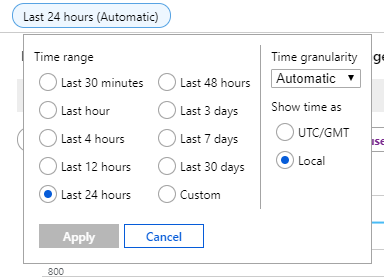 Last 24 hours (Automatic)
Time range
Last 30 minutes
Last hour
Last 4 hours
Last 12 hours
Last 24 hours
Last 48 hours
Last 3 days
Last 7 days
Last 30 days
Custom
Time granularity
Automatic
Show time as
UTC/GMT
Local
Apply
Cancel
800